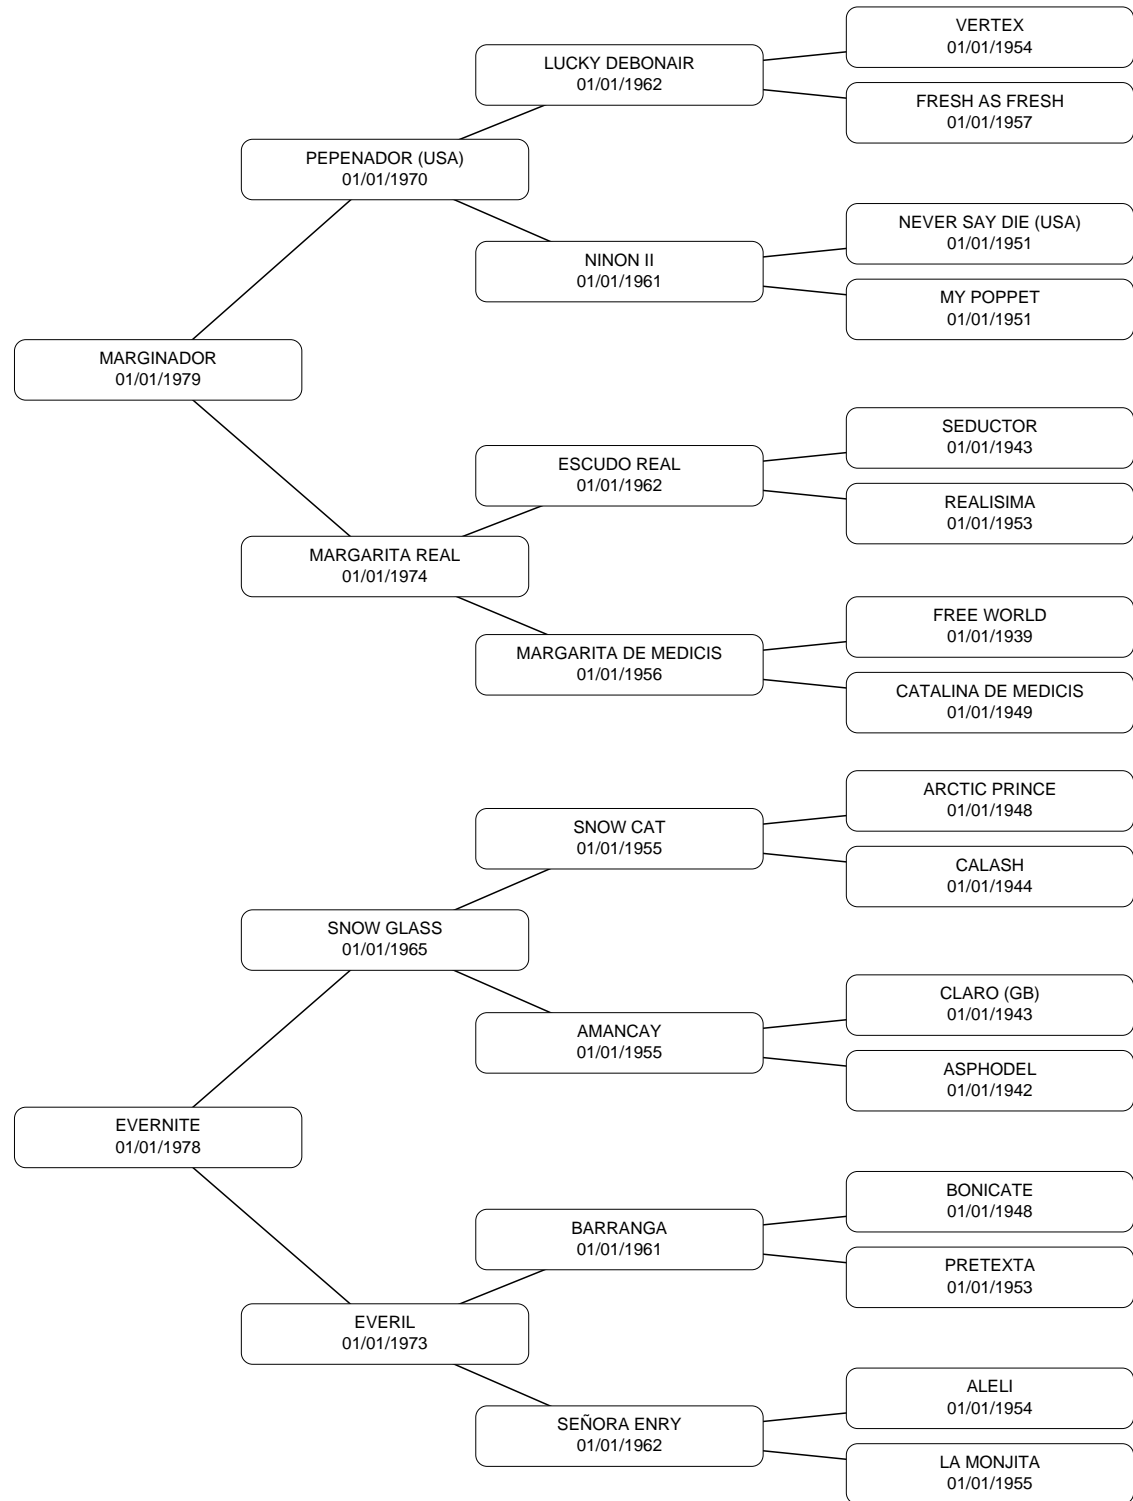 VERTEX
01/01/1954
LUCKY DEBONAIR
01/01/1962
FRESH AS FRESH
01/01/1957
PEPENADOR (USA)
01/01/1970
NEVER SAY DIE (USA)
01/01/1951
NINON II
01/01/1961
MY POPPET
01/01/1951
MARGINADOR
01/01/1979
SEDUCTOR
01/01/1943
ESCUDO REAL
01/01/1962
REALISIMA
01/01/1953
MARGARITA REAL
01/01/1974
FREE WORLD
01/01/1939
MARGARITA DE MEDICIS
01/01/1956
CATALINA DE MEDICIS
01/01/1949
ARCTIC PRINCE
01/01/1948
SNOW CAT
01/01/1955
CALASH
01/01/1944
SNOW GLASS
01/01/1965
CLARO (GB)
01/01/1943
AMANCAY
01/01/1955
ASPHODEL
01/01/1942
EVERNITE
01/01/1978
BONICATE
01/01/1948
BARRANGA
01/01/1961
PRETEXTA
01/01/1953
EVERIL
01/01/1973
ALELI
01/01/1954
SEÑORA ENRY
01/01/1962
LA MONJITA
01/01/1955